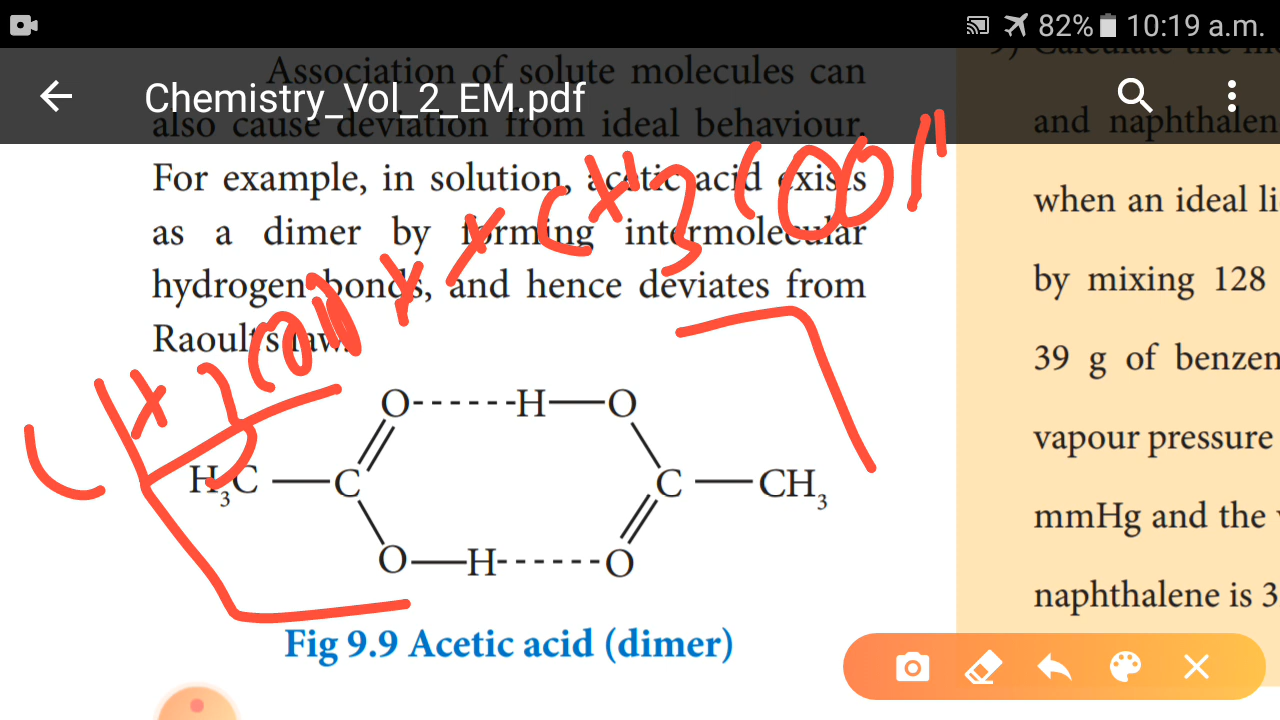 82% 10:19 a.m.
Chemistry_Vol_2_EM.pdf
Association of solute molecules can
also cause deviation from ideal behaviour.
For example, in solution, acetic acid exists
as a dimer by forming intermolecular
hydrogen bonds, and hence deviates from
Raoult's law.
CH3COOH
CH3COOH
O------H—O
H3C—C
C—CH3
O—H------O
Fig 9.9 Acetic acid (dimer)
and naphthalen
when an ideal li
by mixing 128
39 g of benzen
vapour pressure
mmHg and the
naphthalene is 3